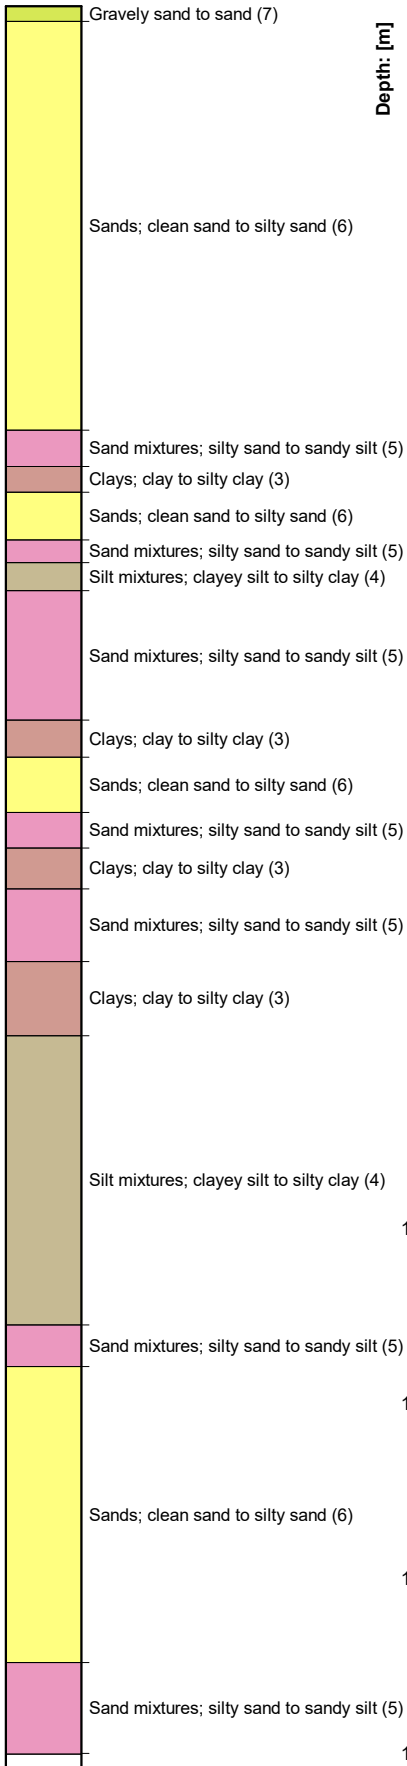 Gravely sand to sand (7)
Depth: [m]
Sands; clean sand to silty sand (6)
Sand mixtures; silty sand to sandy silt (5)
Clays; clay to silty clay (3)
Sands; clean sand to silty sand (6)
Sand mixtures; silty sand to sandy silt (5)
Silt mixtures; clayey silt to silty clay (4)
Sand mixtures; silty sand to sandy silt (5)
Clays; clay to silty clay (3)
Sands; clean sand to silty sand (6)
Sand mixtures; silty sand to sandy silt (5)
Clays; clay to silty clay (3)
Sand mixtures; silty sand to sandy silt (5)
Clays; clay to silty clay (3)
Silt mixtures; clayey silt to silty clay (4)
1
Sand mixtures; silty sand to sandy silt (5)
1
Sands; clean sand to silty sand (6)
1
Sand mixtures; silty sand to sandy silt (5)
1